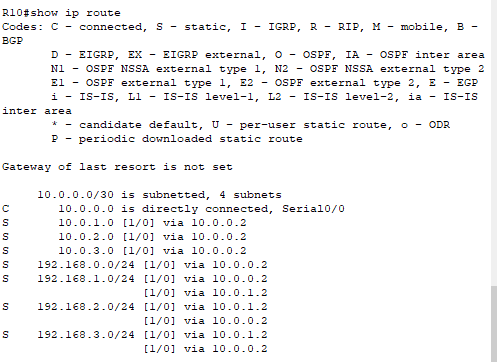 R10#show ip route
Codes: C - connected, S - static, I - IGRP, R - RIP, M - mobile, B -
BGP
D - EIGRP, EX - EIGRP external, O - OSPF, IA - OSPF inter area
N1 - OSPF NSSA external type 1, N2 - OSPF NSSA external type 2
E1 - OSPF external type 1, E2 - OSPF external type 2, E - EGP
i - IS-IS, L1 - IS-IS level-1, L2 - IS-IS level-2, ia - IS-IS
inter area
* - candidate default, U - per-user static route, o - ODR
P - periodic downloaded static route
Gateway of last resort is not set
10.0.0.0/30 is subnetted, 4 subnets
C 10.0.0.0 is directly connected, Serial0/0
S 10.0.1.0 [1/0] via 10.0.0.2
S 10.0.2.0 [1/0] via 10.0.0.2
S 10.0.3.0 [1/0] via 10.0.0.2
S 192.168.0.0/24 [1/0] via 10.0.0.2
S 192.168.1.0/24 [1/0] via 10.0.0.2
[1/0] via 10.0.1.2
S 192.168.2.0/24 [1/0] via 10.0.1.2
[1/0] via 10.0.0.2
S 192.168.3.0/24 [1/0] via 10.0.1.2
[1/0] via 10.0.0.2